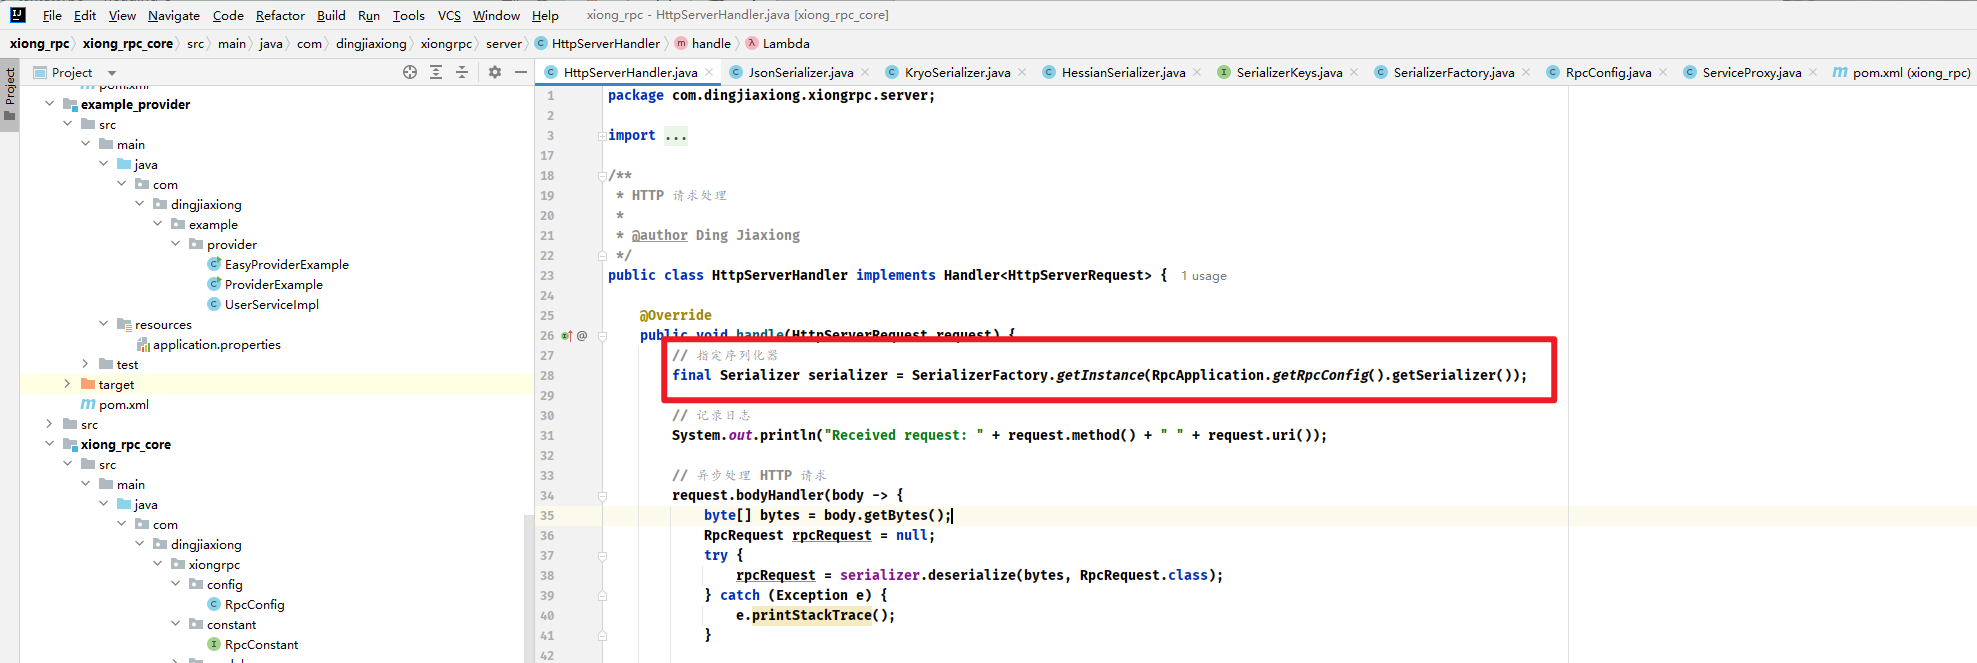 File Edit View Navigate Code Refactor Build Run Tools VCS Window Help xiong_rpc - HttpServerHandler.java [xiong_rpc_core]
xiong_rpc xiong_rpc_core src main java com dingjiaxiong xiongrpc server HttpServerHandler handle Lambda
Project
Project
HttpServerHandler.java JsonSerializer.java KryoSerializer.java HessianSerializer.java SerializerKeys.java SerializerFactory.java RpcConfig.java ServiceProxy.java pom.xml (xiong_rpc)
pom.xml
example_provider
src
main
java
com
dingjiaxiong
example
provider
EasyProviderExample
ProviderExample
UserServiceImpl
resources
application.properties
test
target
pom.xml
src
xiong_rpc_core
src
main
java
com
dingjiaxiong
xiongrpc
config
RpcConfig
constant
RpcConstant
1 package com.dingjiaxiong.xiongrpc.server;
2
3 import ...
17
18 /**
19 * HTTP 请求处理
20 *
21 * @author Ding Jiaxiong
22 */
23 public class HttpServerHandler implements Handler<HttpServerRequest> { 1 usage
24
25 @Override
26 public void handle(HttpServerRequest request) {
27 // 指定序列化器
28 final Serializer serializer = SerializerFactory.getInstance(RpcApplication.getRpcConfig().getSerializer());
29
30 // 记录日志
31 System.out.println("Received request: " + request.method() + " " + request.uri());
32
33 // 异步处理 HTTP 请求
34 request.bodyHandler(body -> {
35 byte[] bytes = body.getBytes();
36 RpcRequest rpcRequest = null;
37 try {
38 rpcRequest = serializer.deserialize(bytes, RpcRequest.class);
39 } catch (Exception e) {
40 e.printStackTrace();
41 }
42